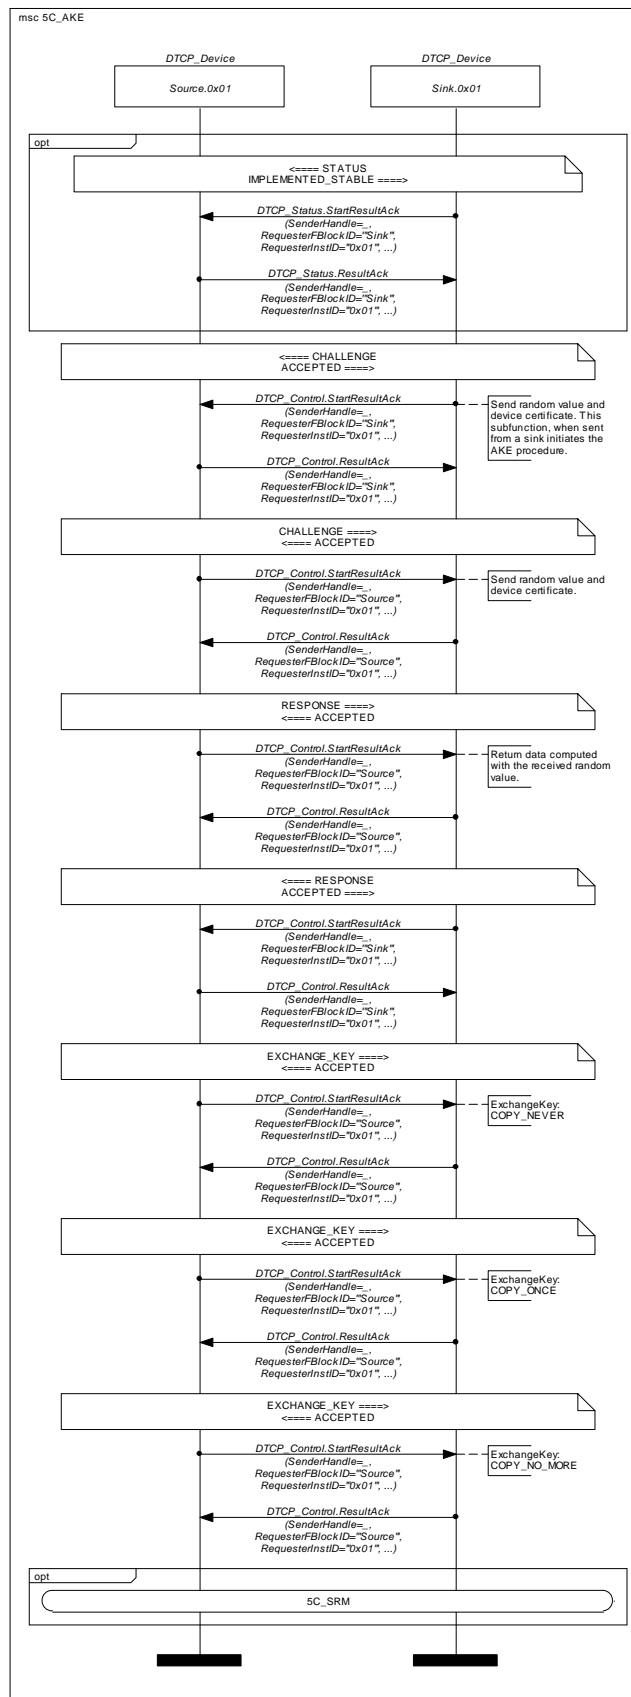 msc 5C_AKE
DTCP_Device
DTCP_Device
Source.0x01
Sink.0x01
opt
<==== STATUS
IMPLEMENTED_STABLE ====>
DTCP_Status.StartResultAck
(SenderHandle=_,
RequesterFBlockID="'Sink'",
RequesterInstID="'0x01'", ...)
DTCP_Status.ResultAck
(SenderHandle=_,
RequesterFBlockID="'Sink'",
RequesterInstID="'0x01'", ...)
<==== CHALLENGE
ACCEPTED ====>
DTCP_Control.StartResultAck
(SenderHandle=_,
RequesterFBlockID="'Sink'",
RequesterInstID="'0x01'", ...)
Send random value and
device certificate. This
subfunction, when sent
from a sink initiates the
AKE procedure.
DTCP_Control.ResultAck
(SenderHandle=_,
RequesterFBlockID="'Sink'",
RequesterInstID="'0x01'", ...)
CHALLENGE ====>
<==== ACCEPTED
DTCP_Control.StartResultAck
(SenderHandle=_,
RequesterFBlockID="'Source'",
RequesterInstID="'0x01'", ...)
Send random value and
device certificate.
DTCP_Control.ResultAck
(SenderHandle=_,
RequesterFBlockID="'Source'",
RequesterInstID="'0x01'", ...)
RESPONSE ====>
<==== ACCEPTED
DTCP_Control.StartResultAck
(SenderHandle=_,
RequesterFBlockID="'Source'",
RequesterInstID="'0x01'", ...)
Return data computed
with the received random
value.
DTCP_Control.ResultAck
(SenderHandle=_,
RequesterFBlockID="'Source'",
RequesterInstID="'0x01'", ...)
<==== RESPONSE
ACCEPTED ====>
DTCP_Control.StartResultAck
(SenderHandle=_,
RequesterFBlockID="'Sink'",
RequesterInstID="'0x01'", ...)
DTCP_Control.ResultAck
(SenderHandle=_,
RequesterFBlockID="'Sink'",
RequesterInstID="'0x01'", ...)
EXCHANGE_KEY ====>
<==== ACCEPTED
DTCP_Control.StartResultAck
(SenderHandle=_,
RequesterFBlockID="'Source'",
RequesterInstID="'0x01'", ...)
ExchangeKey:
COPY_NEVER
DTCP_Control.ResultAck
(SenderHandle=_,
RequesterFBlockID="'Source'",
RequesterInstID="'0x01'", ...)
EXCHANGE_KEY ====>
<==== ACCEPTED
DTCP_Control.StartResultAck
(SenderHandle=_,
RequesterFBlockID="'Source'",
RequesterInstID="'0x01'", ...)
ExchangeKey:
COPY_ONCE
DTCP_Control.ResultAck
(SenderHandle=_,
RequesterFBlockID="'Source'",
RequesterInstID="'0x01'", ...)
EXCHANGE_KEY ====>
<==== ACCEPTED
DTCP_Control.StartResultAck
(SenderHandle=_,
RequesterFBlockID="'Source'",
RequesterInstID="'0x01'", ...)
ExchangeKey:
COPY_NO_MORE
DTCP_Control.ResultAck
(SenderHandle=_,
RequesterFBlockID="'Source'",
RequesterInstID="'0x01'", ...)
opt
5C_SRM